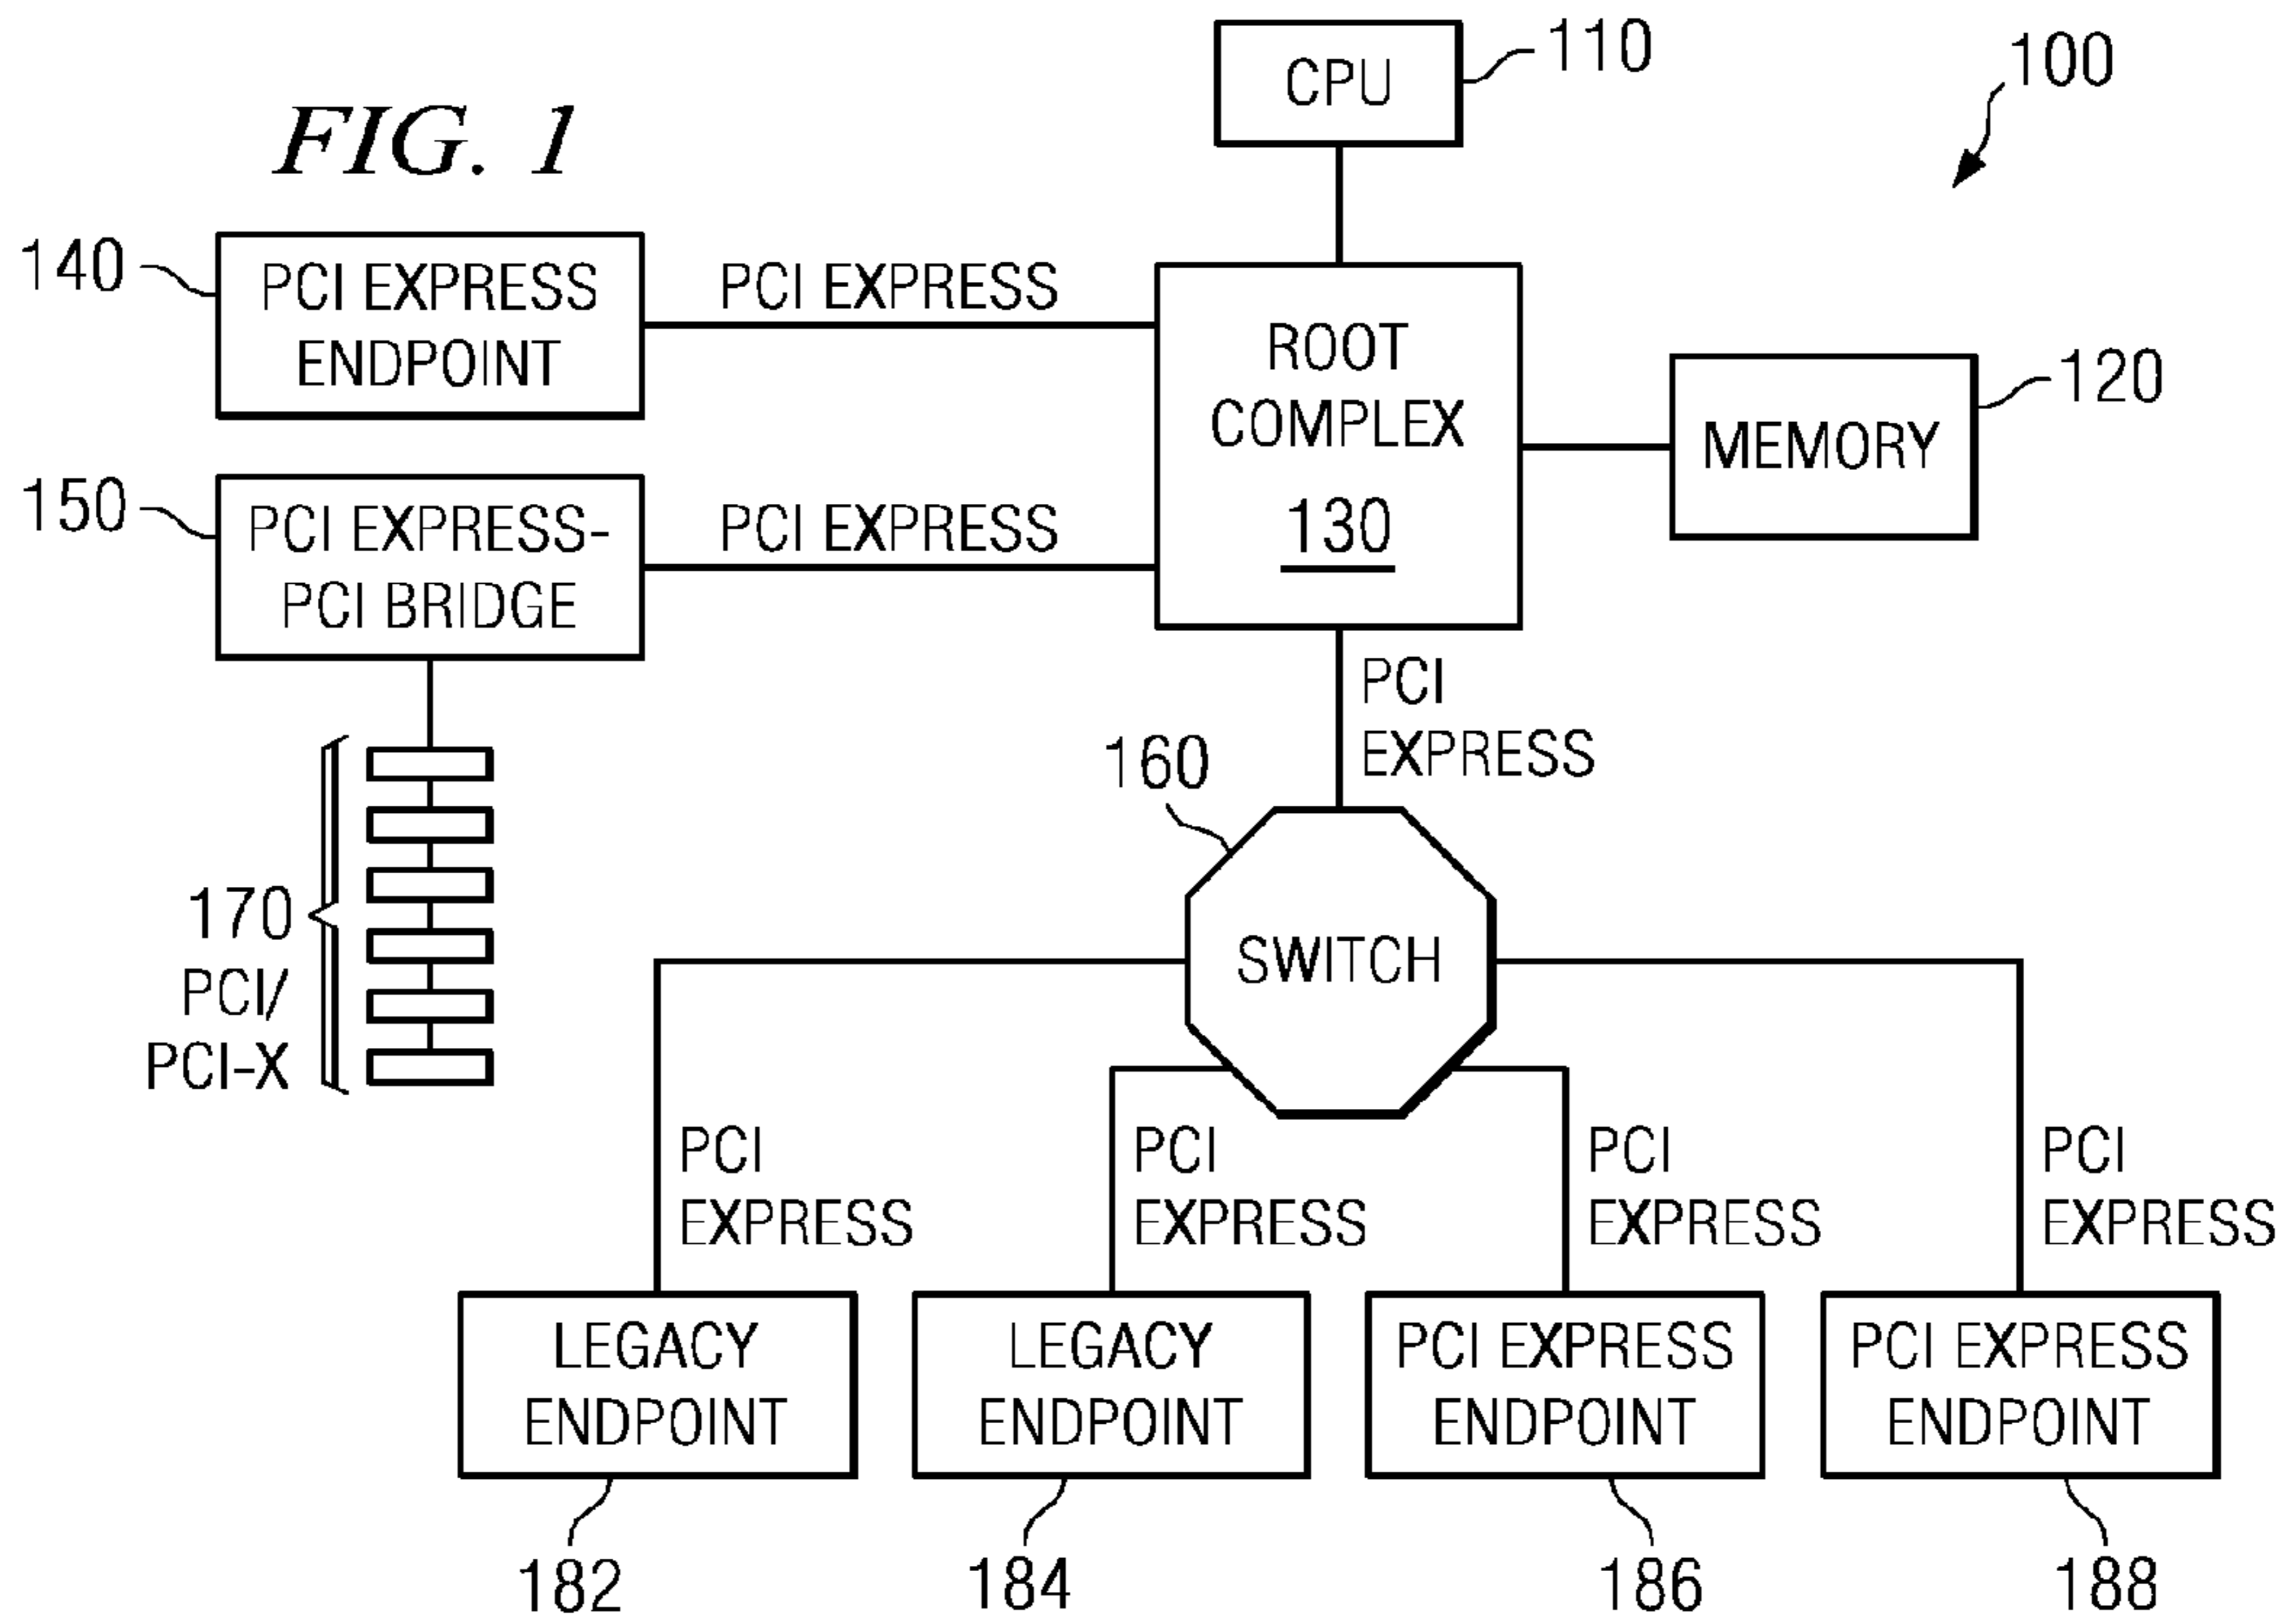 FIG. 1
CPU
110
100
140
PCI EXPRESS
ENDPOINT
PCI EXPRESS
ROOT
COMPLEX
130
MEMORY
120
150
PCI EXPRESS-
PCI BRIDGE
PCI EXPRESS
PCI
EXPRESS
160
SWITCH
170
PCI/
PCI-X
PCI
EXPRESS
PCI
EXPRESS
PCI
EXPRESS
PCI
EXPRESS
LEGACY
ENDPOINT
LEGACY
ENDPOINT
PCI EXPRESS
ENDPOINT
PCI EXPRESS
ENDPOINT
182
184
186
188